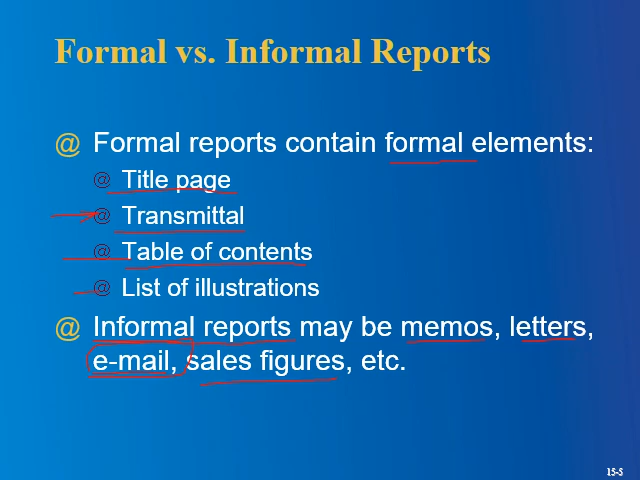 Formal vs. Informal Reports
@ Formal reports contain formal elements:
@ Title page
@ Transmittal
@ Table of contents
@ List of illustrations
@ Informal reports may be memos, letters,
e-mail, sales figures, etc.
15-5